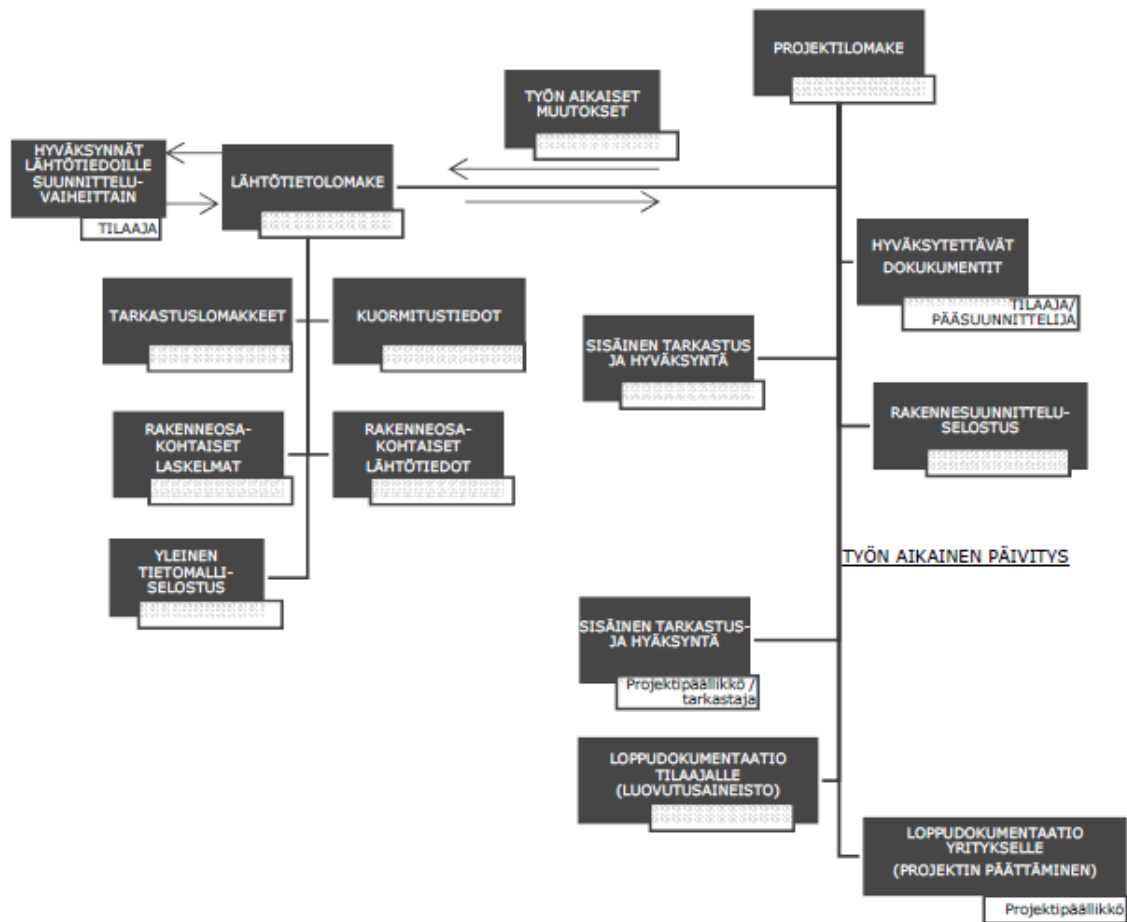 PROJEKTILOMAKE
TYÖN AIKAISET
MUUTOKSET
HYVÄKSYNNÄT
LÄHTÖTIEDOILLE
SUUNNITTELU-
VAIHEITTAIN
TILAAJA
LÄHTÖTIETOLOMAKE
HYVÄKSYTETTÄVÄT
DOKUKUMENTIT
TILAAJA/
PÄÄSUUNNITTELIJA
TARKASTUSLOMAKKEET
KUORMITUSTIEDOT
SISÄINEN TARKASTUS
JA HYVÄKSYNTÄ
RAKENNESUUNNITTELU-
SELOSTUS
RAKENNEOSA-
KOHTAISET
LASKELMAT
RAKENNEOSA-
KOHTAISET
LÄHTÖTIEDOT
YLEINEN
TIETOMALLI-
SELOSTUS
TYÖN AIKAINEN PÄIVITYS
SISÄINEN TARKASTUS-
JA HYÄKSYNTÄ
Projektipäällikkö /
tarkastaja
LOPPUDOKUMENTAATIO
TILAAJALLE
(LUOVUTUSAINEISTO)
LOPPUDOKUMENTAATIO
YRITYKSELLE
(PROJEKTIN PÄÄTTÄMINEN)
Projektipäällikkö